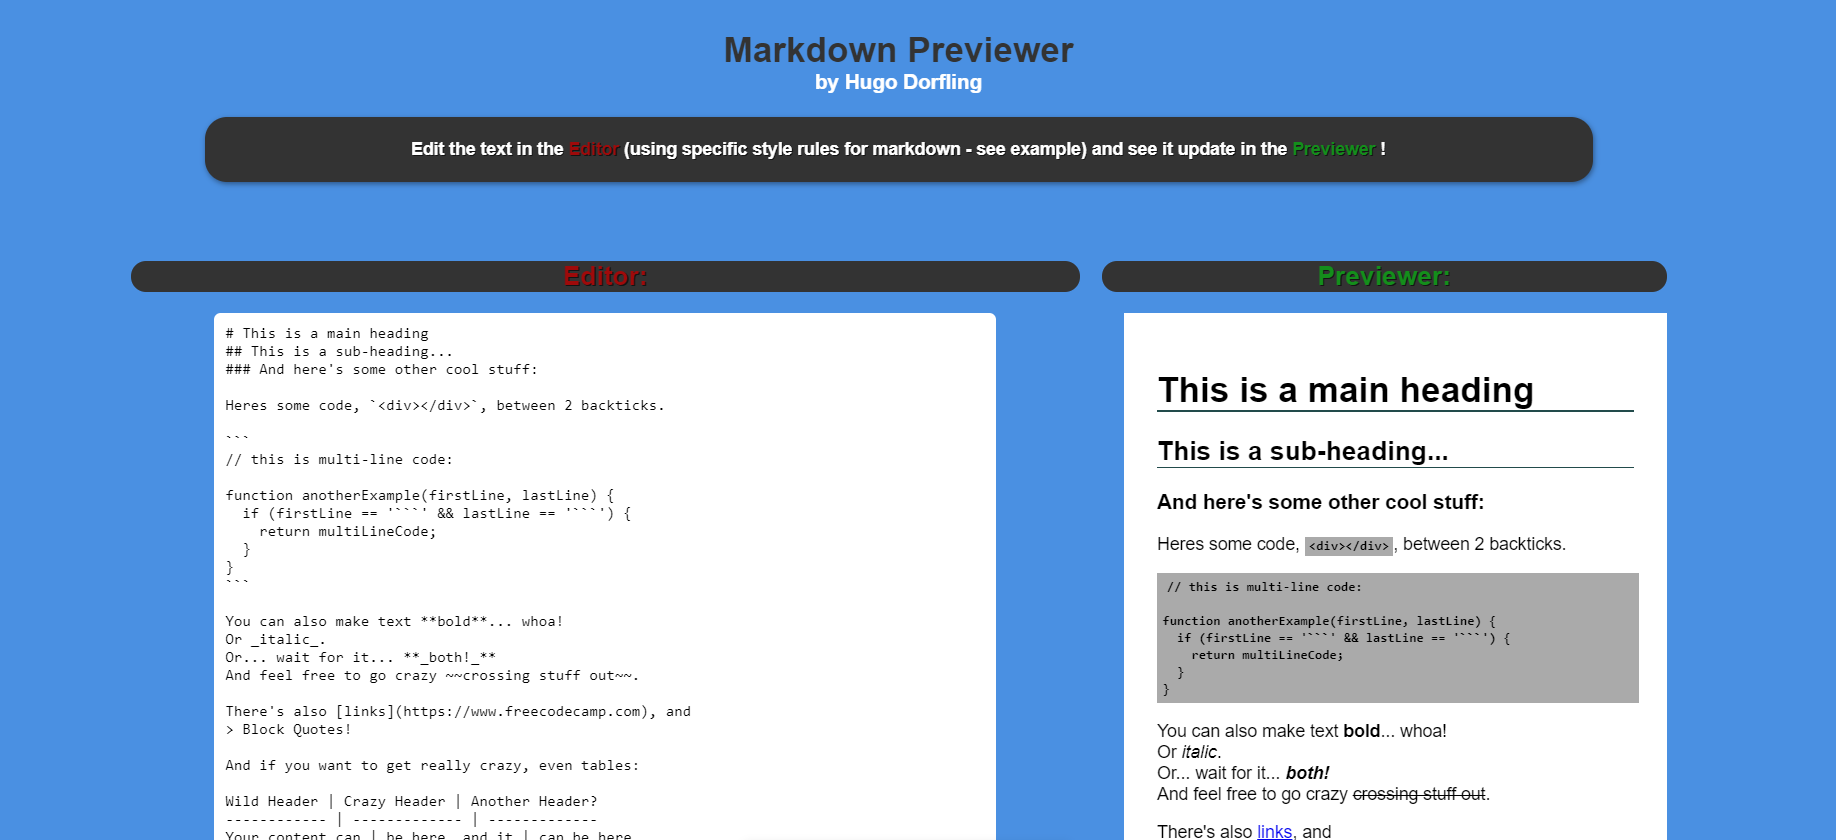 Markdown Previewer
by Hugo Dorfling
Edit the text in the Editor (using specific style rules for markdown - see example) and see it update in the Previewer !
Editor:
# This is a main heading
## This is a sub-heading...
### And here's some other cool stuff:
Heres some code, `<div></div>`, between 2 backticks.
```
// this is multi-line code:
function anotherExample(firstLine, lastLine) {
  if (firstLine == '```' && lastLine == '```') {
    return multiLineCode;
  }
}
```
You can also make text **bold**... whoa!
Or _italic_.
Or... wait for it... **_both!_**
And feel free to go crazy ~~crossing stuff out~~.
There's also [links](https://www.freecodecamp.com), and
> Block Quotes!
And if you want to get really crazy, even tables:
Wild Header | Crazy Header | Another Header?
------------ | ------------- | -------------
Your content can | be here, and it | can be here
Previewer:
This is a main heading
This is a sub-heading...
And here's some other cool stuff:
Heres some code, <div></div>, between 2 backticks.
// this is multi-line code:
function anotherExample(firstLine, lastLine) {
  if (firstLine == '```' && lastLine == '```') {
    return multiLineCode;
  }
}
You can also make text bold... whoa!
Or italic.
Or... wait for it... both!
And feel free to go crazy crossing stuff out.
There's also links, and